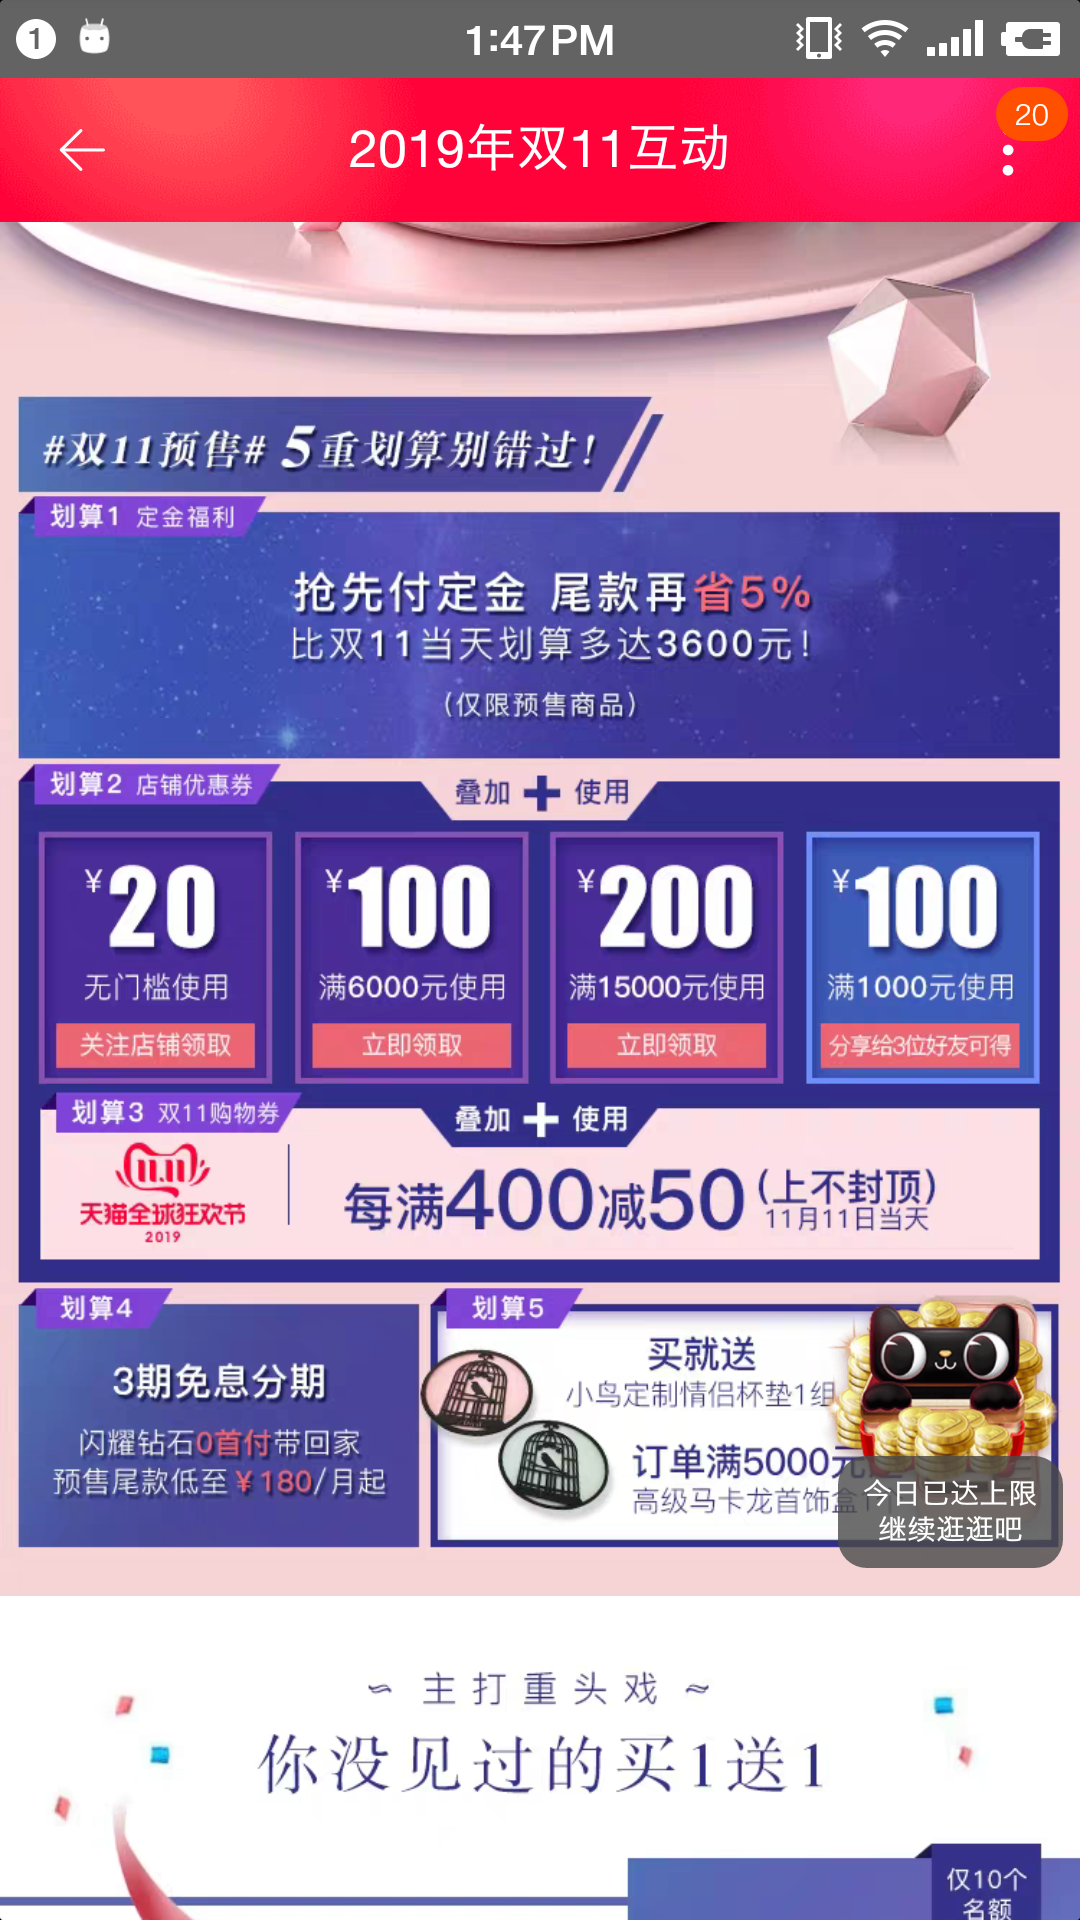 1
1:47PM
20
2019年双11互动
#双11预售# 5重划算别错过!
划算1 定金福利
抢先付定金 尾款再省5%
比双11当天划算多达3600元!
(仅限预售商品)
划算2 店铺优惠券
叠加+使用
¥20
无门槛使用
关注店铺领取
¥100
满6000元使用
立即领取
¥200
满15000元使用
立即领取
¥100
满1000元使用
分享给3位好友可得
划算3 双11购物券
叠加+使用
11.11
天猫全球狂欢节
2019
每满400减50(上不封顶)
11月11日当天
划算4
3期免息分期
闪耀钻石0首付带回家
预售尾款低至¥180/月起
划算5
买就送
小鸟定制情侣杯垫1组
订单满5000元
高级马卡龙首饰盒1
今日已达上限
继续逛逛吧
~ 主打重头戏 ~
你没见过的买1送1
仅10个
名额